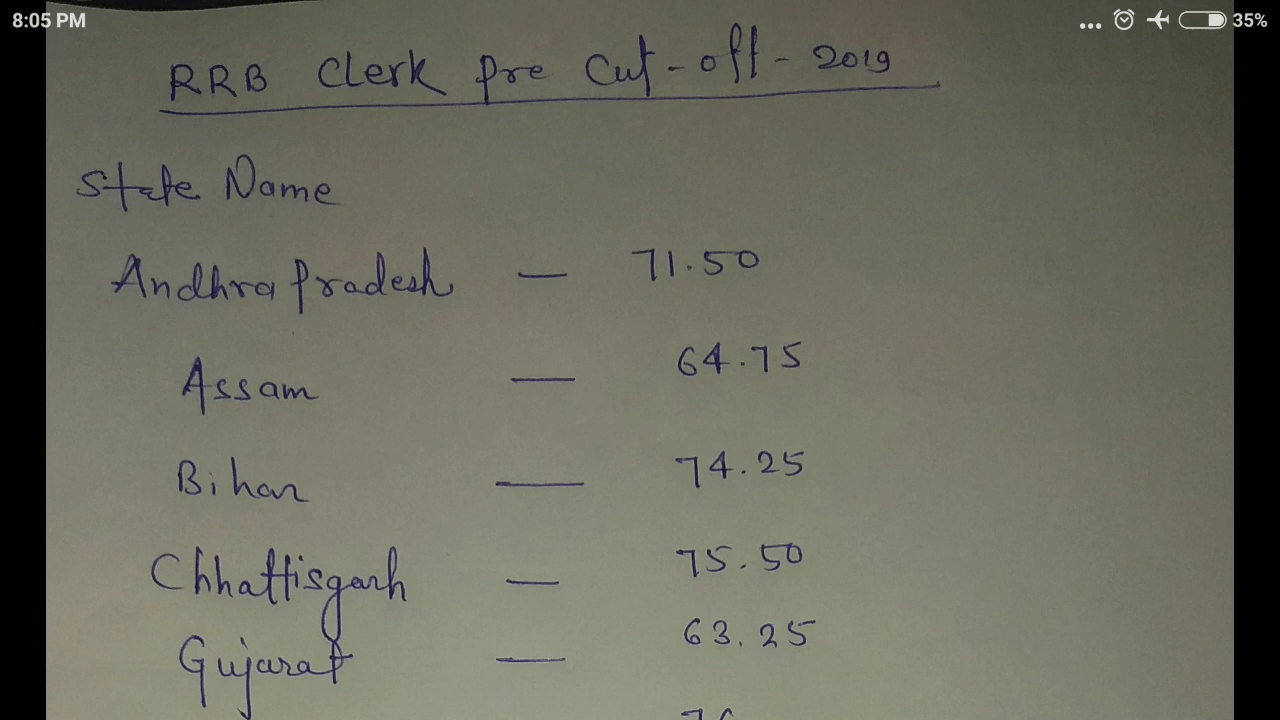 8:05 PM ... 35%
RRB Clerk Pre Cut-off- 2019
State Name
Andhra Pradesh — 71.50
Assam — 64.75
Bihar — 74.25
Chhattisgarh — 75.50
Gujarat — 63.25